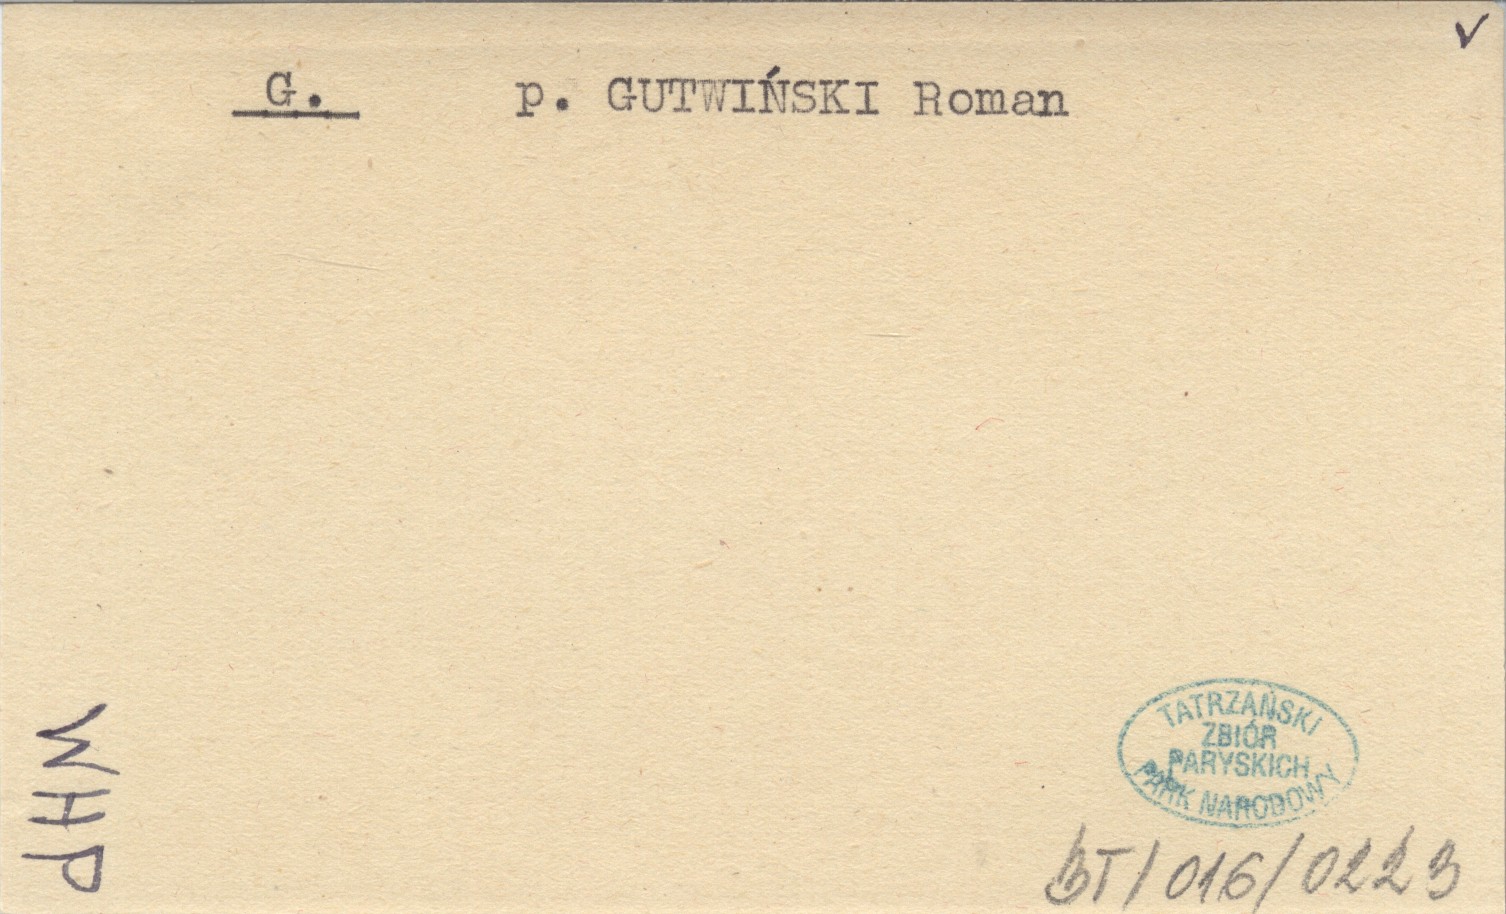 ✓
G. p. GUTWIŃSKI Roman
TATRZAŃSKI
ZBIÓR
PARYSKICH
PARK NARODOWY
BT/016/0223
WHP